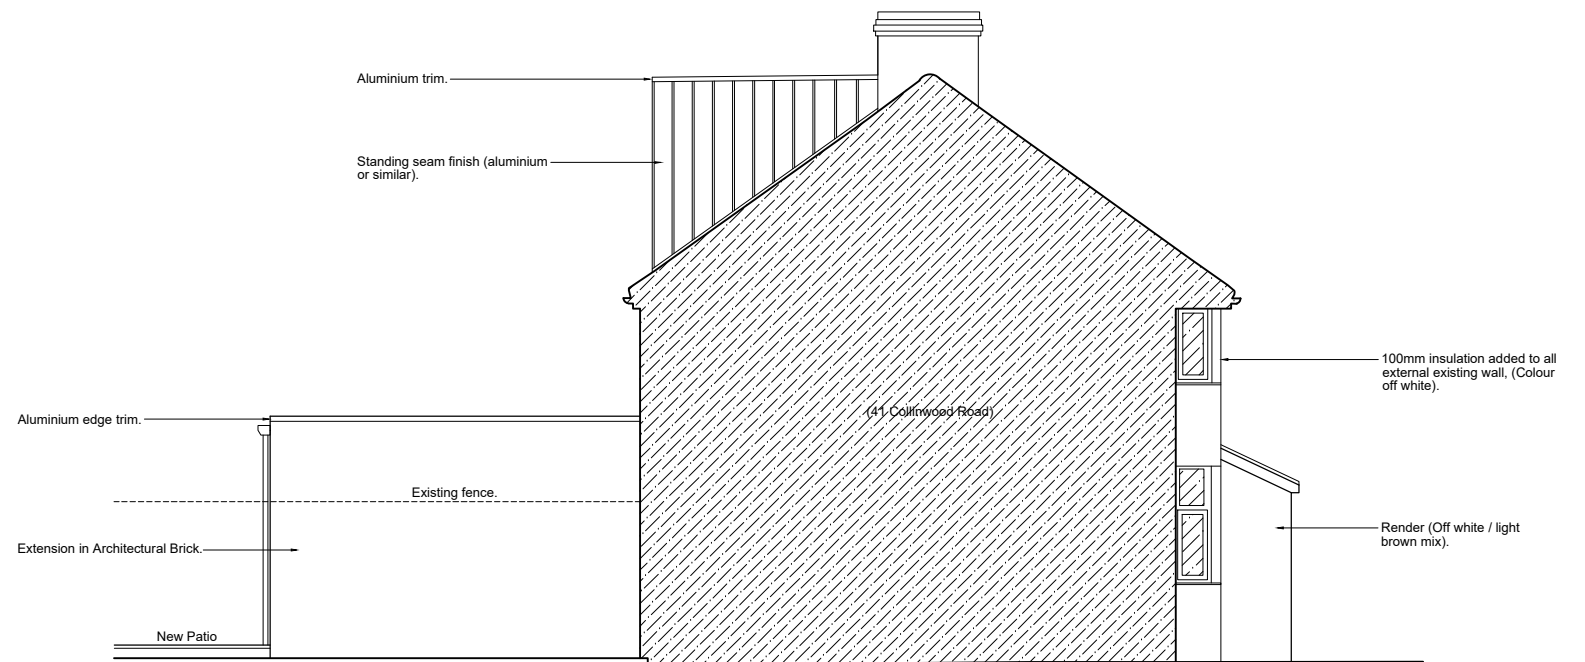 Aluminium trim.
Standing seam finish (aluminium
or similar).
100mm insulation added to all
external existing wall, (Colour
off white).
(41 Collinwood Road)
Aluminium edge trim.
Existing fence.
Extension in Architectural Brick.
Render (Off white / light
brown mix).
New Patio